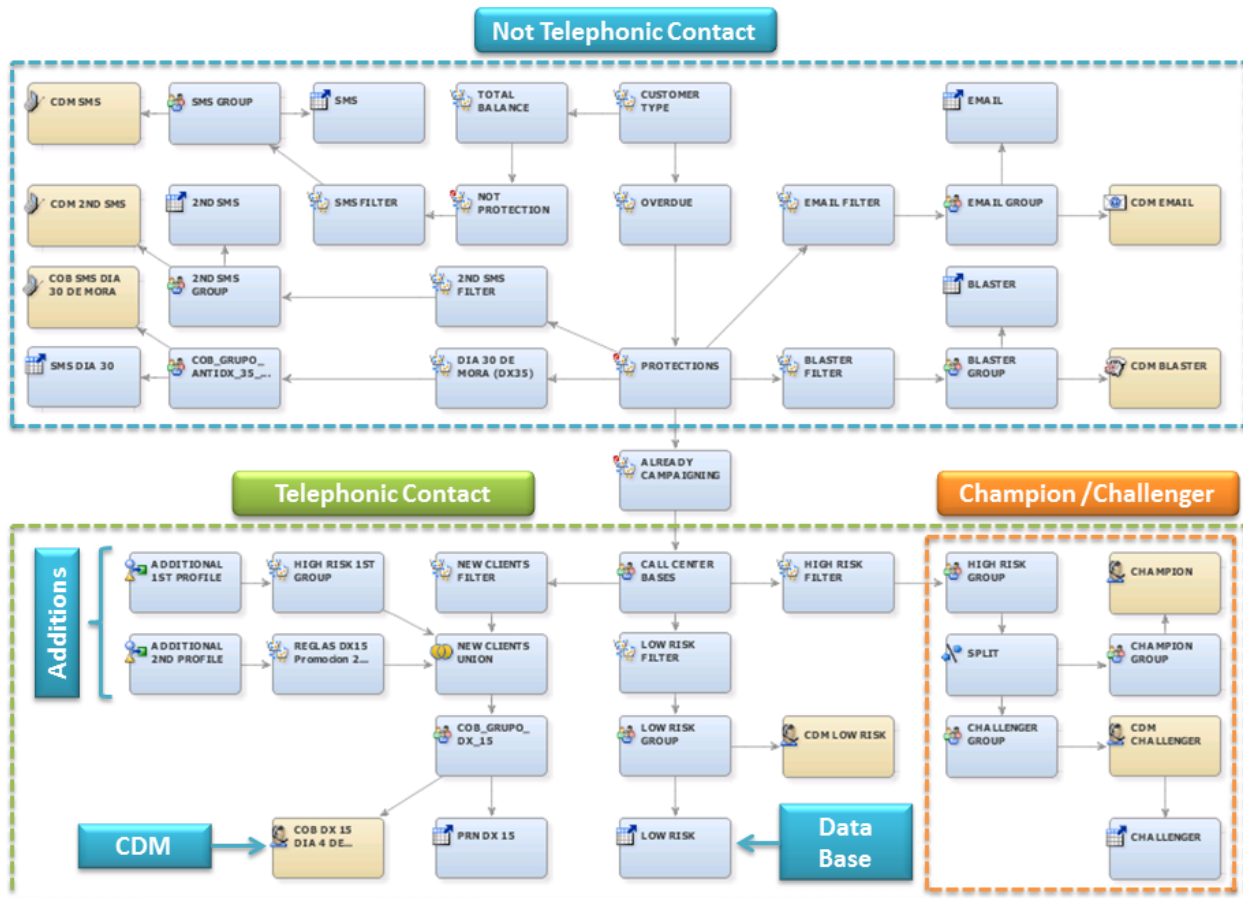 Not Telephonic Contact
CDM SMS
SMS GROUP
SMS
TOTAL
BALANCE
CUSTOMER
TYPE
EMAIL
CDM 2ND SMS
2ND SMS
SMS FILTER
NOT
PROTECTION
OVERDUE
EMAIL FILTER
EMAIL GROUP
CDM EMAIL
COB SMS DIA
30 DE MORA
2ND SMS
GROUP
2ND SMS
FILTER
BLASTER
SMS DIA 30
COB_GRUPO_
ANTIDX_35_...
DIA 30 DE
MORA (DX35)
PROTECTIONS
BLASTER
FILTER
BLASTER
GROUP
CDM BLASTER
ALREADY
CAMPAIGNING
Telephonic Contact
Champion /Challenger
Additions
ADDITIONAL
1ST PROFILE
HIGH RISK 1ST
GROUP
NEW CLIENTS
FILTER
CALL CENTER
BASES
HIGH RISK
FILTER
HIGH RISK
GROUP
CHAMPION
ADDITIONAL
2ND PROFILE
REGLAS DX15
Promocion 2...
NEW CLIENTS
UNION
LOW RISK
FILTER
SPLIT
CHAMPION
GROUP
COB_GRUPO_
DX_15
LOW RISK
GROUP
CDM LOW RISK
CHALLENGER
GROUP
CDM
CHALLENGER
CDM
COB DX 15
DIA 4 DE...
PRN DX 15
LOW RISK
Data
Base
CHALLENGER